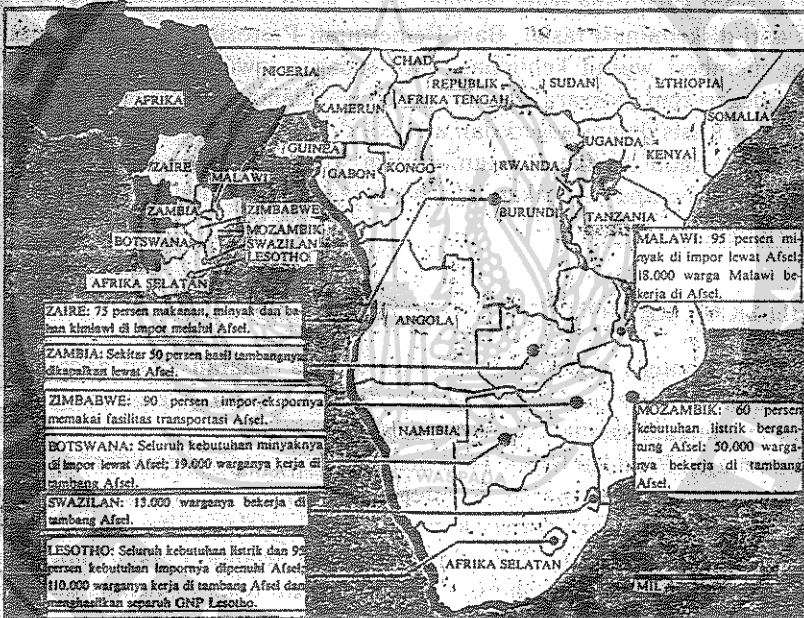 AFRIKA
ZAIRE
MALAWI
ZAMBIA
ZIMBABWE
MOZAMBIK
BOTSWANA
SWAZILAN
LESOTHO
AFRIKA SELATAN
NIGERIA
CHAD
KAMERUN
REPUBLIK
AFRIKA TENGAH
SUDAN
ETHIOPIA
SOMALIA
GUINEA
GABON
KONGO
RWANDA
UGANDA
KENYA
BURUNDI
TANZANIA
ANGOLA
NAMIBIA
AFRIKA SELATAN
ZAIRE: 75 persen makanan, minyak dan ba-
han kimiawi di impor melalui Afsel.
ZAMBIA: Sekitar 50 persen hasil tambangnya
dikapalkan lewat Afsel.
ZIMBABWE: 90 persen impor-ekspornya
memakai fasilitas transportasi Afsel.
BOTSWANA: Seluruh kebutuhan minyaknya
di impor lewat Afsel; 19.000 warganya kerja di
tambang Afsel.
SWAZILAN: 13.000 warganya bekerja di
tambang Afsel.
LESOTHO: Seluruh kebutuhan listrik dan 95
persen kebutuhan impornya dipenuhi Afsel;
110.000 warganya kerja di tambang Afsel dan
menghasilkan separuh GNP Lesotho.
MALAWI: 95 persen mi-
nyak di impor lewat Afsel;
18.000 warga Malawi be-
kerja di Afsel.
MOZAMBIK: 60 persen
kebutuhan listrik bergan-
tung Afsel; 50.000 warga-
nya bekerja di tambang
Afsel.
MIL